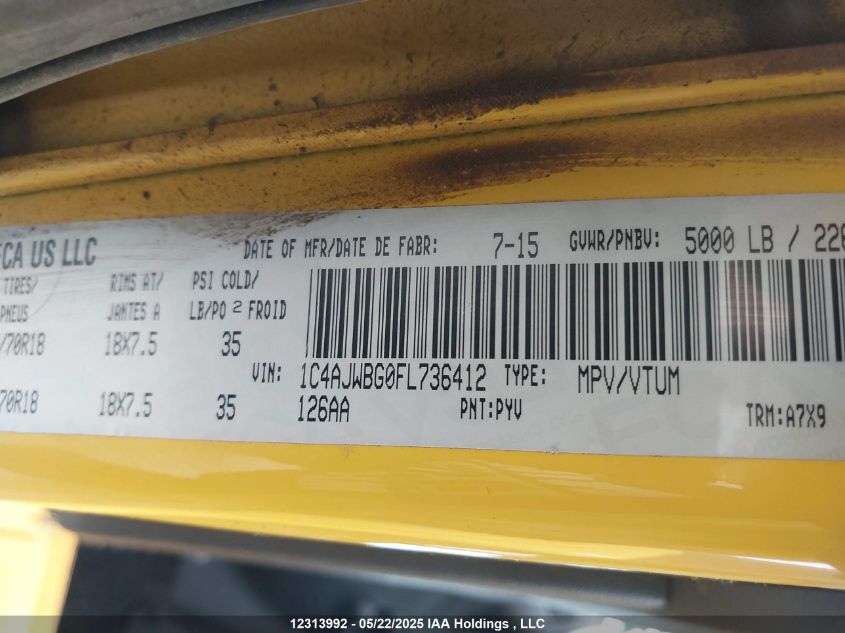 CA US LLC DATE OF MFR/DATE DE FABR: 7-15 GVWR/PNBV: 5000 LB /
TIRES/ RIMS AT/ PSI COLD/
PNEUS JANTES A LB/PO 2 FROID
/70R18 18X7.5 35
VIN: 1C4AJWBG0FL736412 TYPE: MPV/VTUM
70R18 18X7.5 35 126AA PNT:PYV TRM:A7X9
12313992 - 05/22/2025 IAA Holdings , LLC